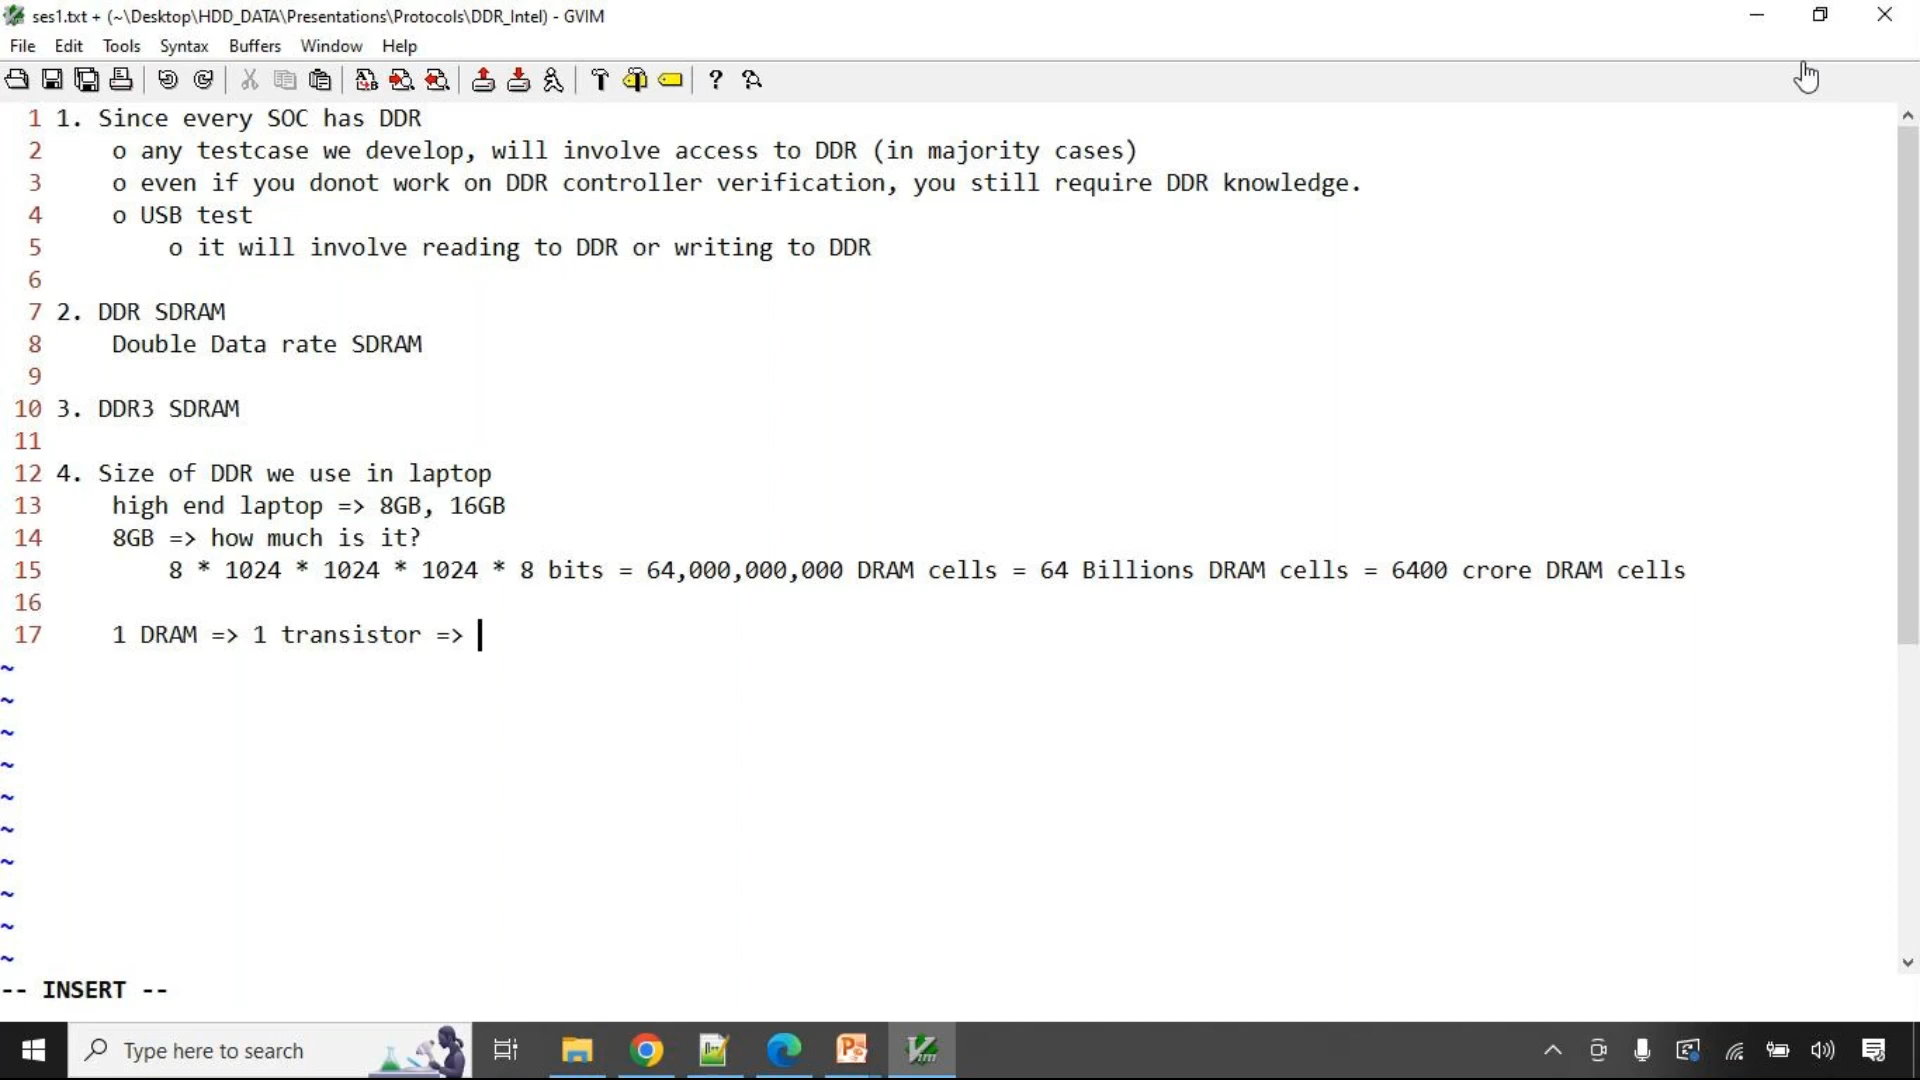 ses1.txt + (~\Desktop\HDD_DATA\Presentations\Protocols\DDR_Intel) - GVIM
File Edit Tools Syntax Buffers Window Help
1 1. Since every SOC has DDR
2 o any testcase we develop, will involve access to DDR (in majority cases)
3 o even if you donot work on DDR controller verification, you still require DDR knowledge.
4 o USB test
5 o it will involve reading to DDR or writing to DDR
6
7 2. DDR SDRAM
8 Double Data rate SDRAM
9
10 3. DDR3 SDRAM
11
12 4. Size of DDR we use in laptop
13 high end laptop => 8GB, 16GB
14 8GB => how much is it?
15 8 * 1024 * 1024 * 1024 * 8 bits = 64,000,000,000 DRAM cells = 64 Billions DRAM cells = 6400 crore DRAM cells
16
17 1 DRAM => 1 transistor =>
~
~
~
~
~
~
~
~
~
~
-- INSERT --
Type here to search